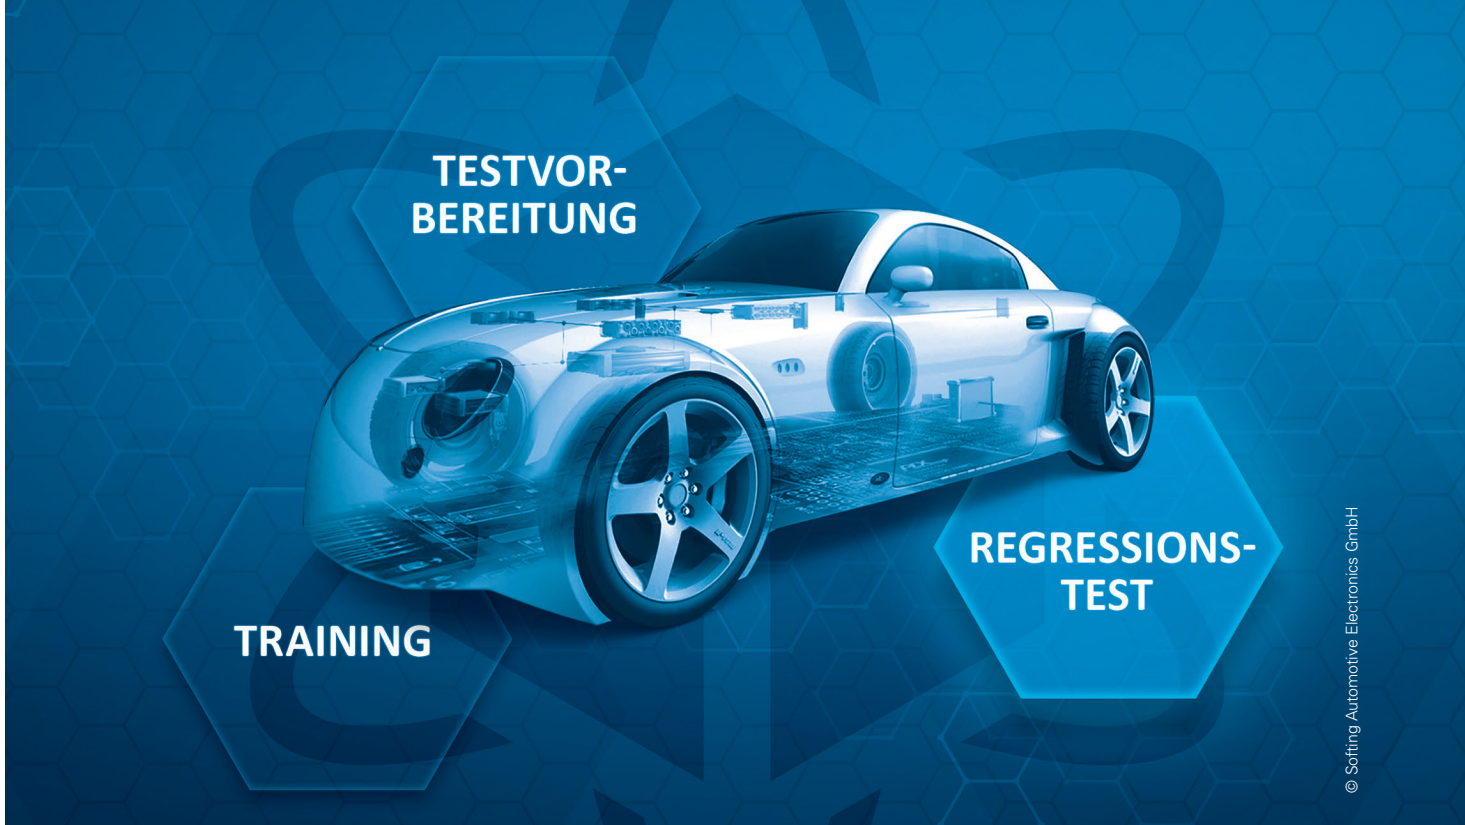 TESTVOR-
BEREITUNG
REGRESSIONS-
TEST
TRAINING
© Softing Automotive Electronics GmbH